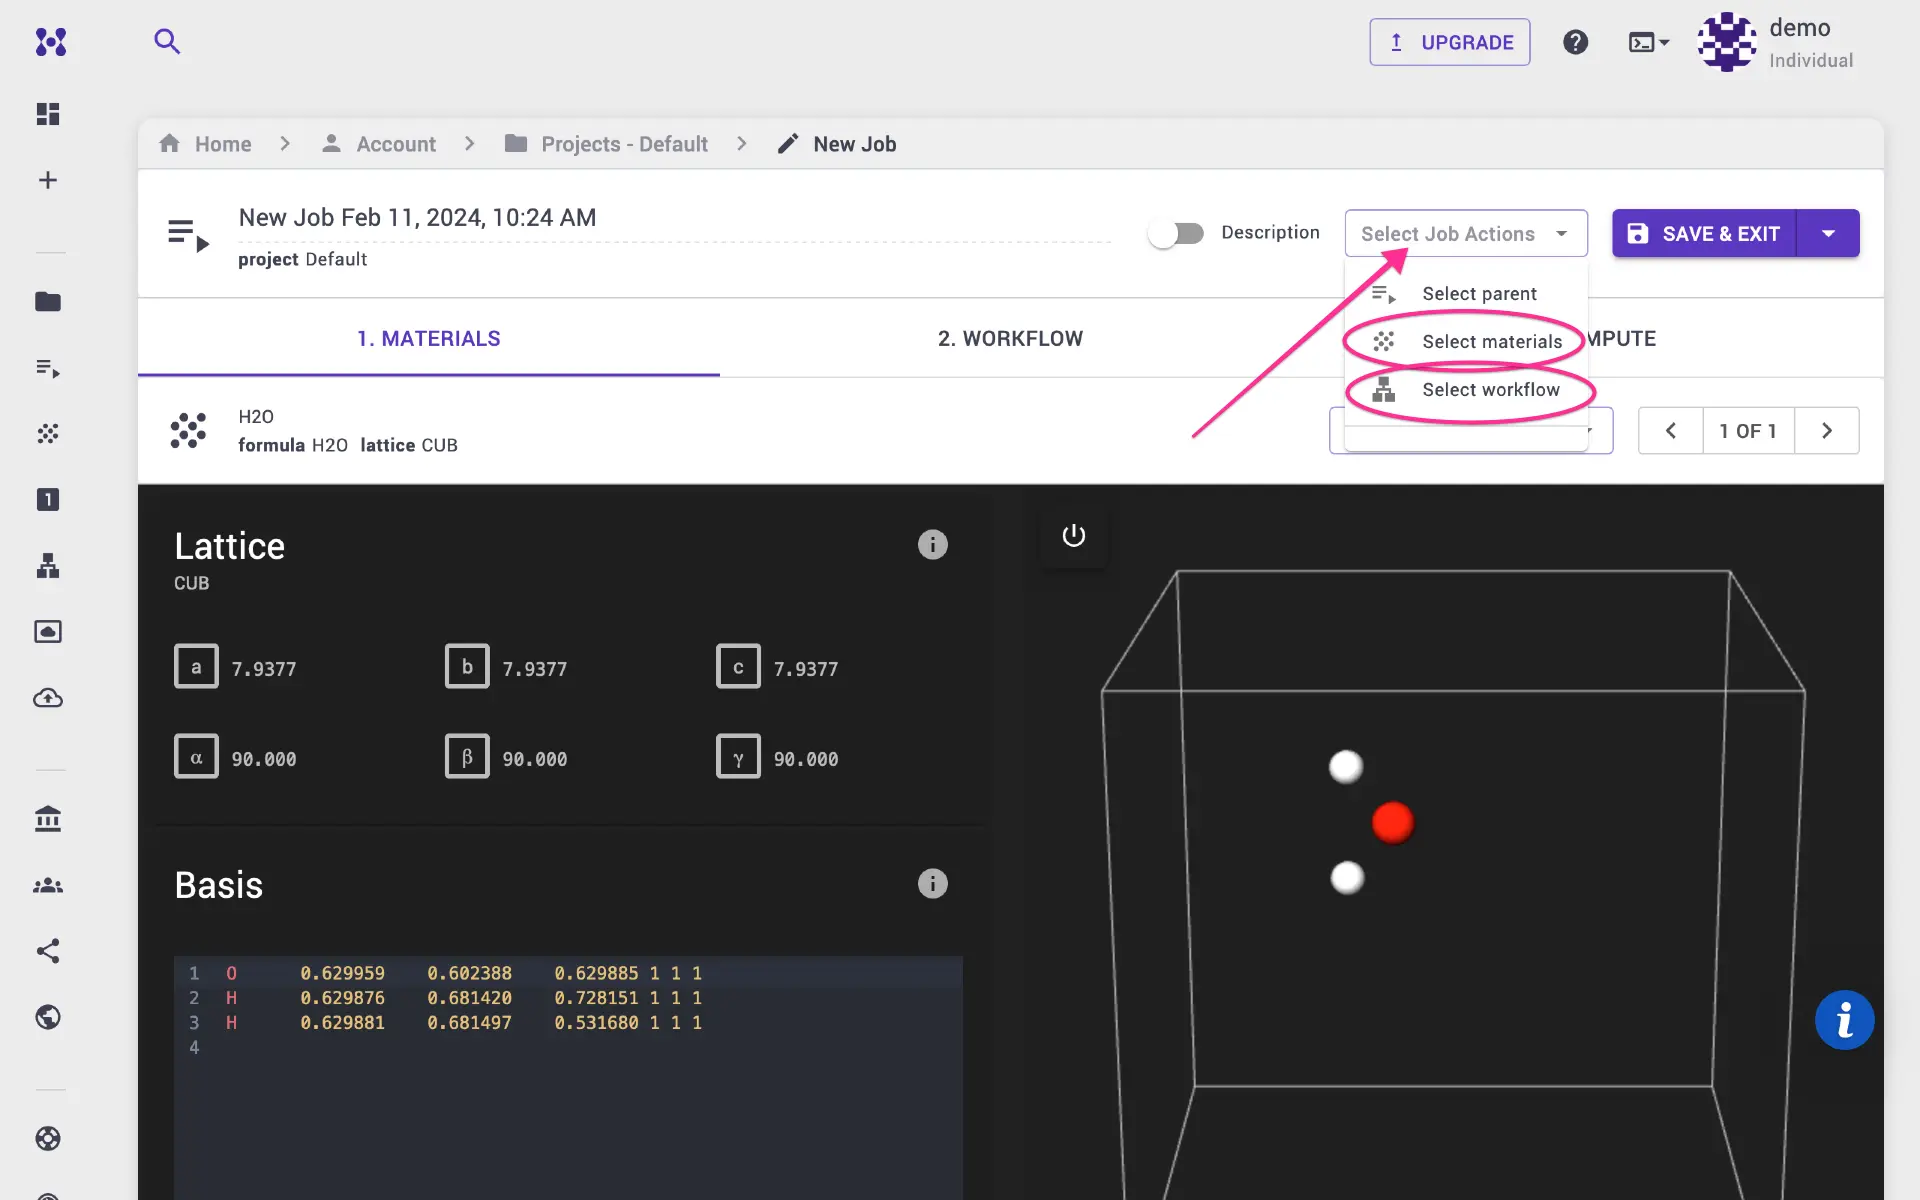 UPGRADE
demo
Individual
Home
Account
Projects - Default
New Job
New Job Feb 11, 2024, 10:24 AM
project Default
Description
Select Job Actions
SAVE & EXIT
Select parent
Select materials
Select workflow
1. MATERIALS
2. WORKFLOW
MPUTE
H2O
formula H2O lattice CUB
1 OF 1
Lattice
CUB
a 7.9377
b 7.9377
c 7.9377
α 90.000
β 90.000
γ 90.000
Basis
1 O 0.629959 0.602388 0.629885 1 1 1
2 H 0.629876 0.681420 0.728151 1 1 1
3 H 0.629881 0.681497 0.531680 1 1 1
4